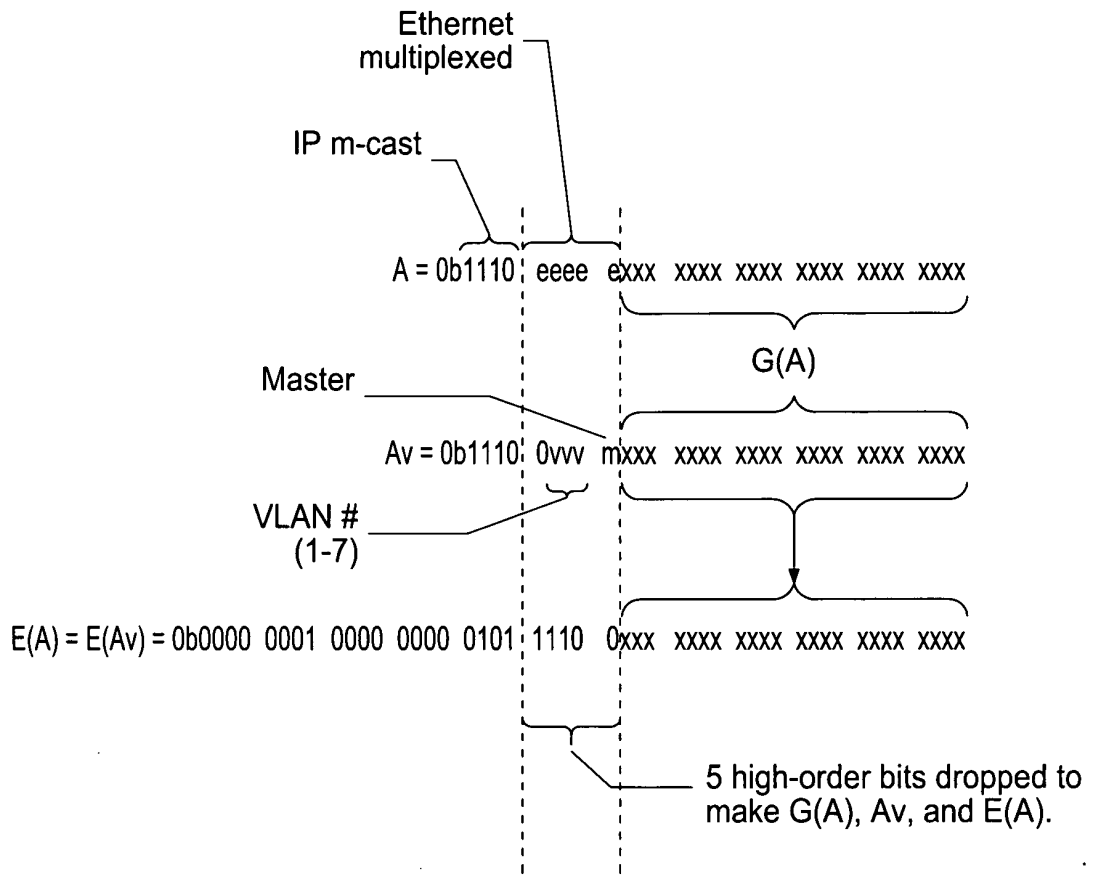 Ethernet
multiplexed
IP m-cast
A = 0b1110 eeee exxx xxxx xxxx xxxx xxxx xxxx
G(A)
Master
Av = 0b1110 0vvv mxxx xxxx xxxx xxxx xxxx xxxx
VLAN #
(1-7)
E(A) = E(Av) = 0b0000 0001 0000 0000 0101 1110 0xxx xxxx xxxx xxxx xxxx xxxx
5 high-order bits dropped to
make G(A), Av, and E(A).